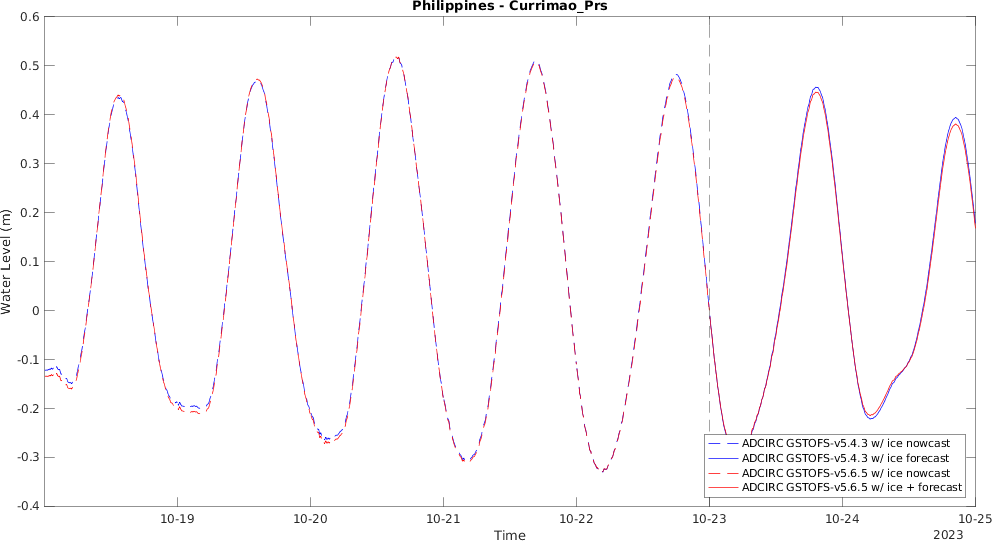 Philippines - Currimao_Prs
0.6
0.5
0.4
0.3
0.2
0.1
0
-0.1
-0.2
-0.3
-0.4
Water Level (m)
ADCIRC GSTOFS-v5.4.3 w/ ice nowcast
ADCIRC GSTOFS-v5.4.3 w/ ice forecast
ADCIRC GSTOFS-v5.6.5 w/ ice nowcast
ADCIRC GSTOFS-v5.6.5 w/ ice + forecast
10-19 10-20 10-21 10-22 10-23 10-24 10-25
Time
2023